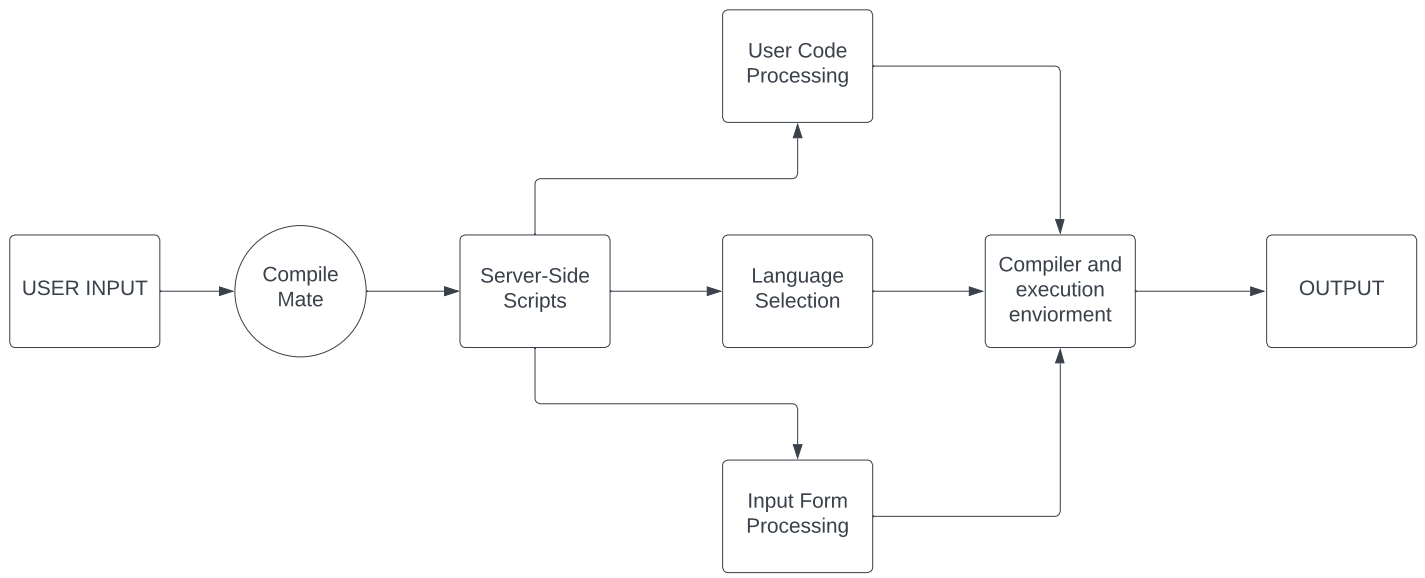 User Code
Processing
USER INPUT
Compile
Mate
Server-Side
Scripts
Language
Selection
Compiler and
execution
enviorment
OUTPUT
Input Form
Processing